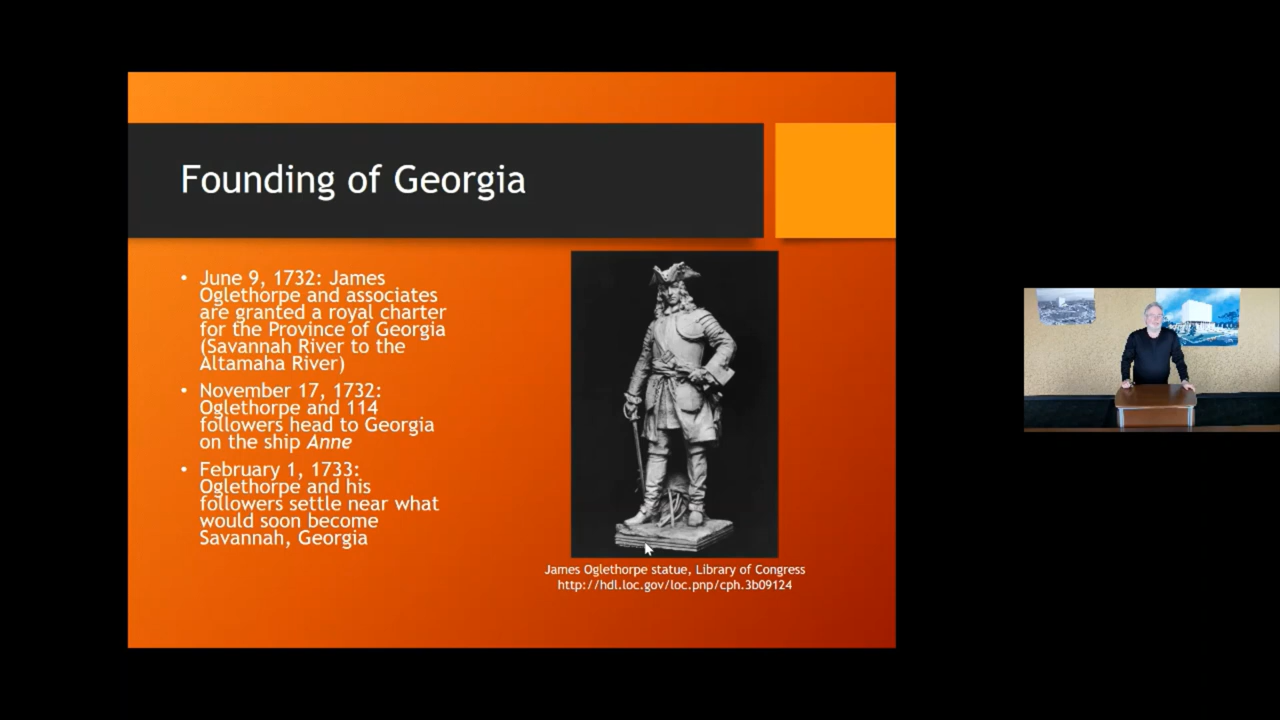 Founding of Georgia
• June 9, 1732: James
Oglethorpe and associates
are granted a royal charter
for the Province of Georgia
(Savannah River to the
Altamaha River)
• November 17, 1732:
Oglethorpe and 114
followers head to Georgia
on the ship Anne
• February 1, 1733:
Oglethorpe and his
followers settle near what
would soon become
Savannah, Georgia
James Oglethorpe statue, Library of Congress
http://hdl.loc.gov/loc.pnp/cph.3b09124